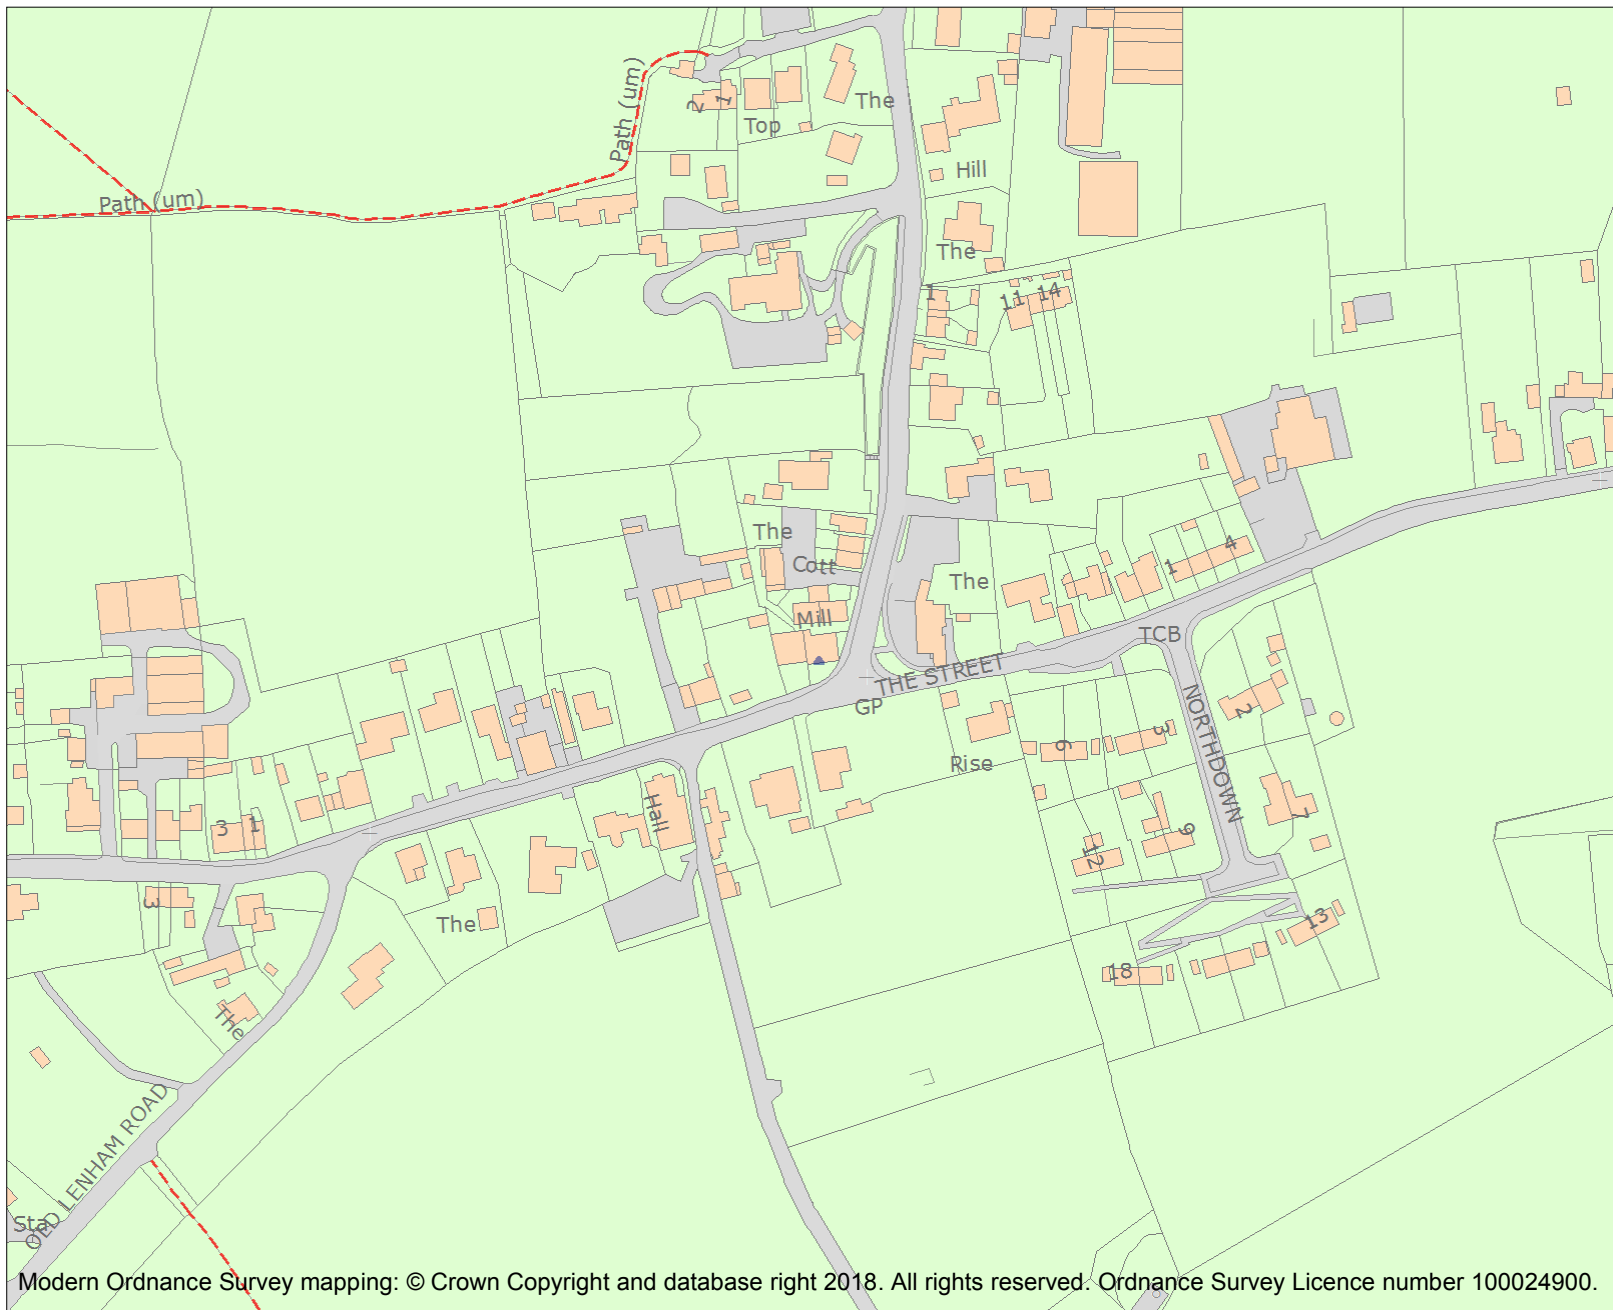 Path (um)
2
1
The
Top
Path (um)
Hill
The
1
11
14
The
Cott
The
1
4
Mill
TCB
THE STREET
GP
NORTHDOWN
2
3
6
Rise
7
9
12
Hall
3
1
3
The
13
18
The
OLD LENHAM ROAD
Sta
Modern Ordnance Survey mapping: © Crown Copyright and database right 2018. All rights reserved. Ordnance Survey Licence number 100024900.